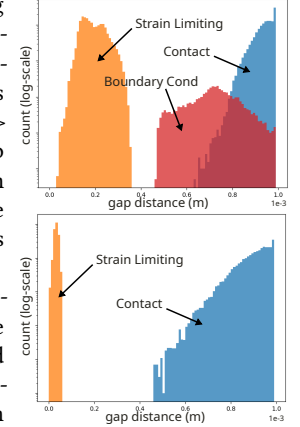 Strain Limiting
Contact
Boundary Cond
count (log-scale)
0.0 0.2 0.4 0.6 0.8 1.0
gap distance (m)
1e-3
Strain Limiting
Contact
count (log-scale)
0.0 0.2 0.4 0.6 0.8 1.0
gap distance (m)
1e-3